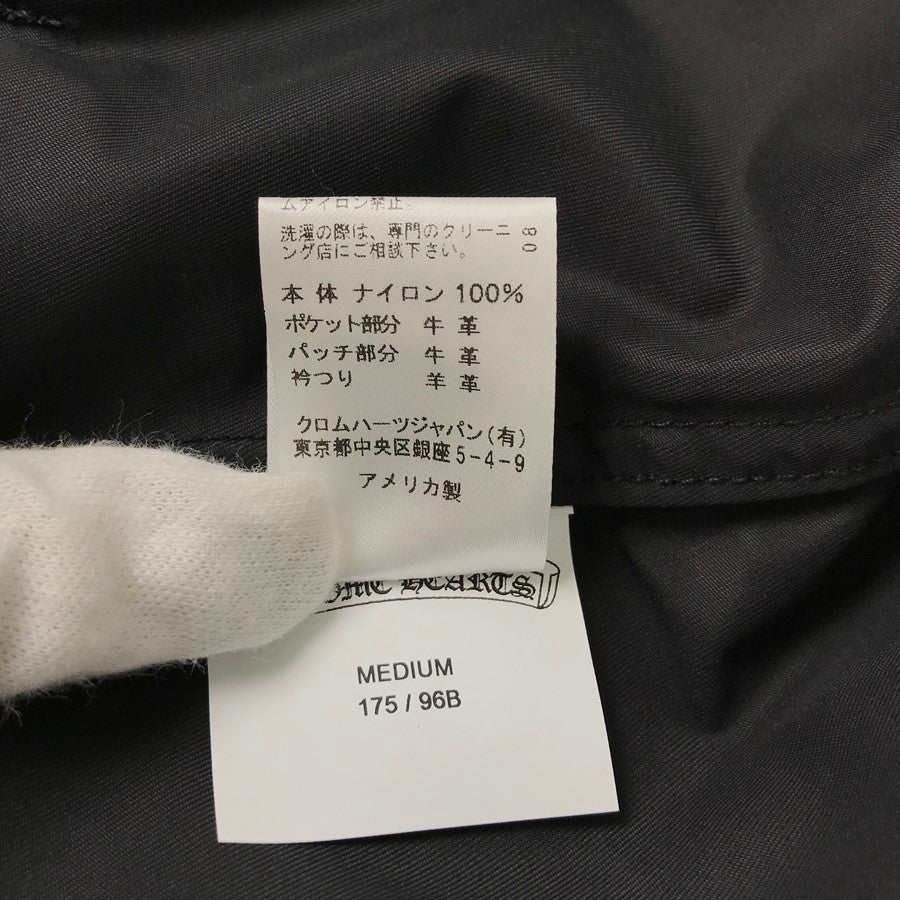 ムアイロン禁止。
洗濯の際は、専門のクリーニ
ング店にご相談下さい。
08
本体 ナイロン 100%
ポケット部分 牛革
パッチ部分 牛革
衿つり 羊革
クロムハーツジャパン(有)
東京都中央区銀座5-4-9
アメリカ製
HEARTS
MEDIUM
175 / 96B